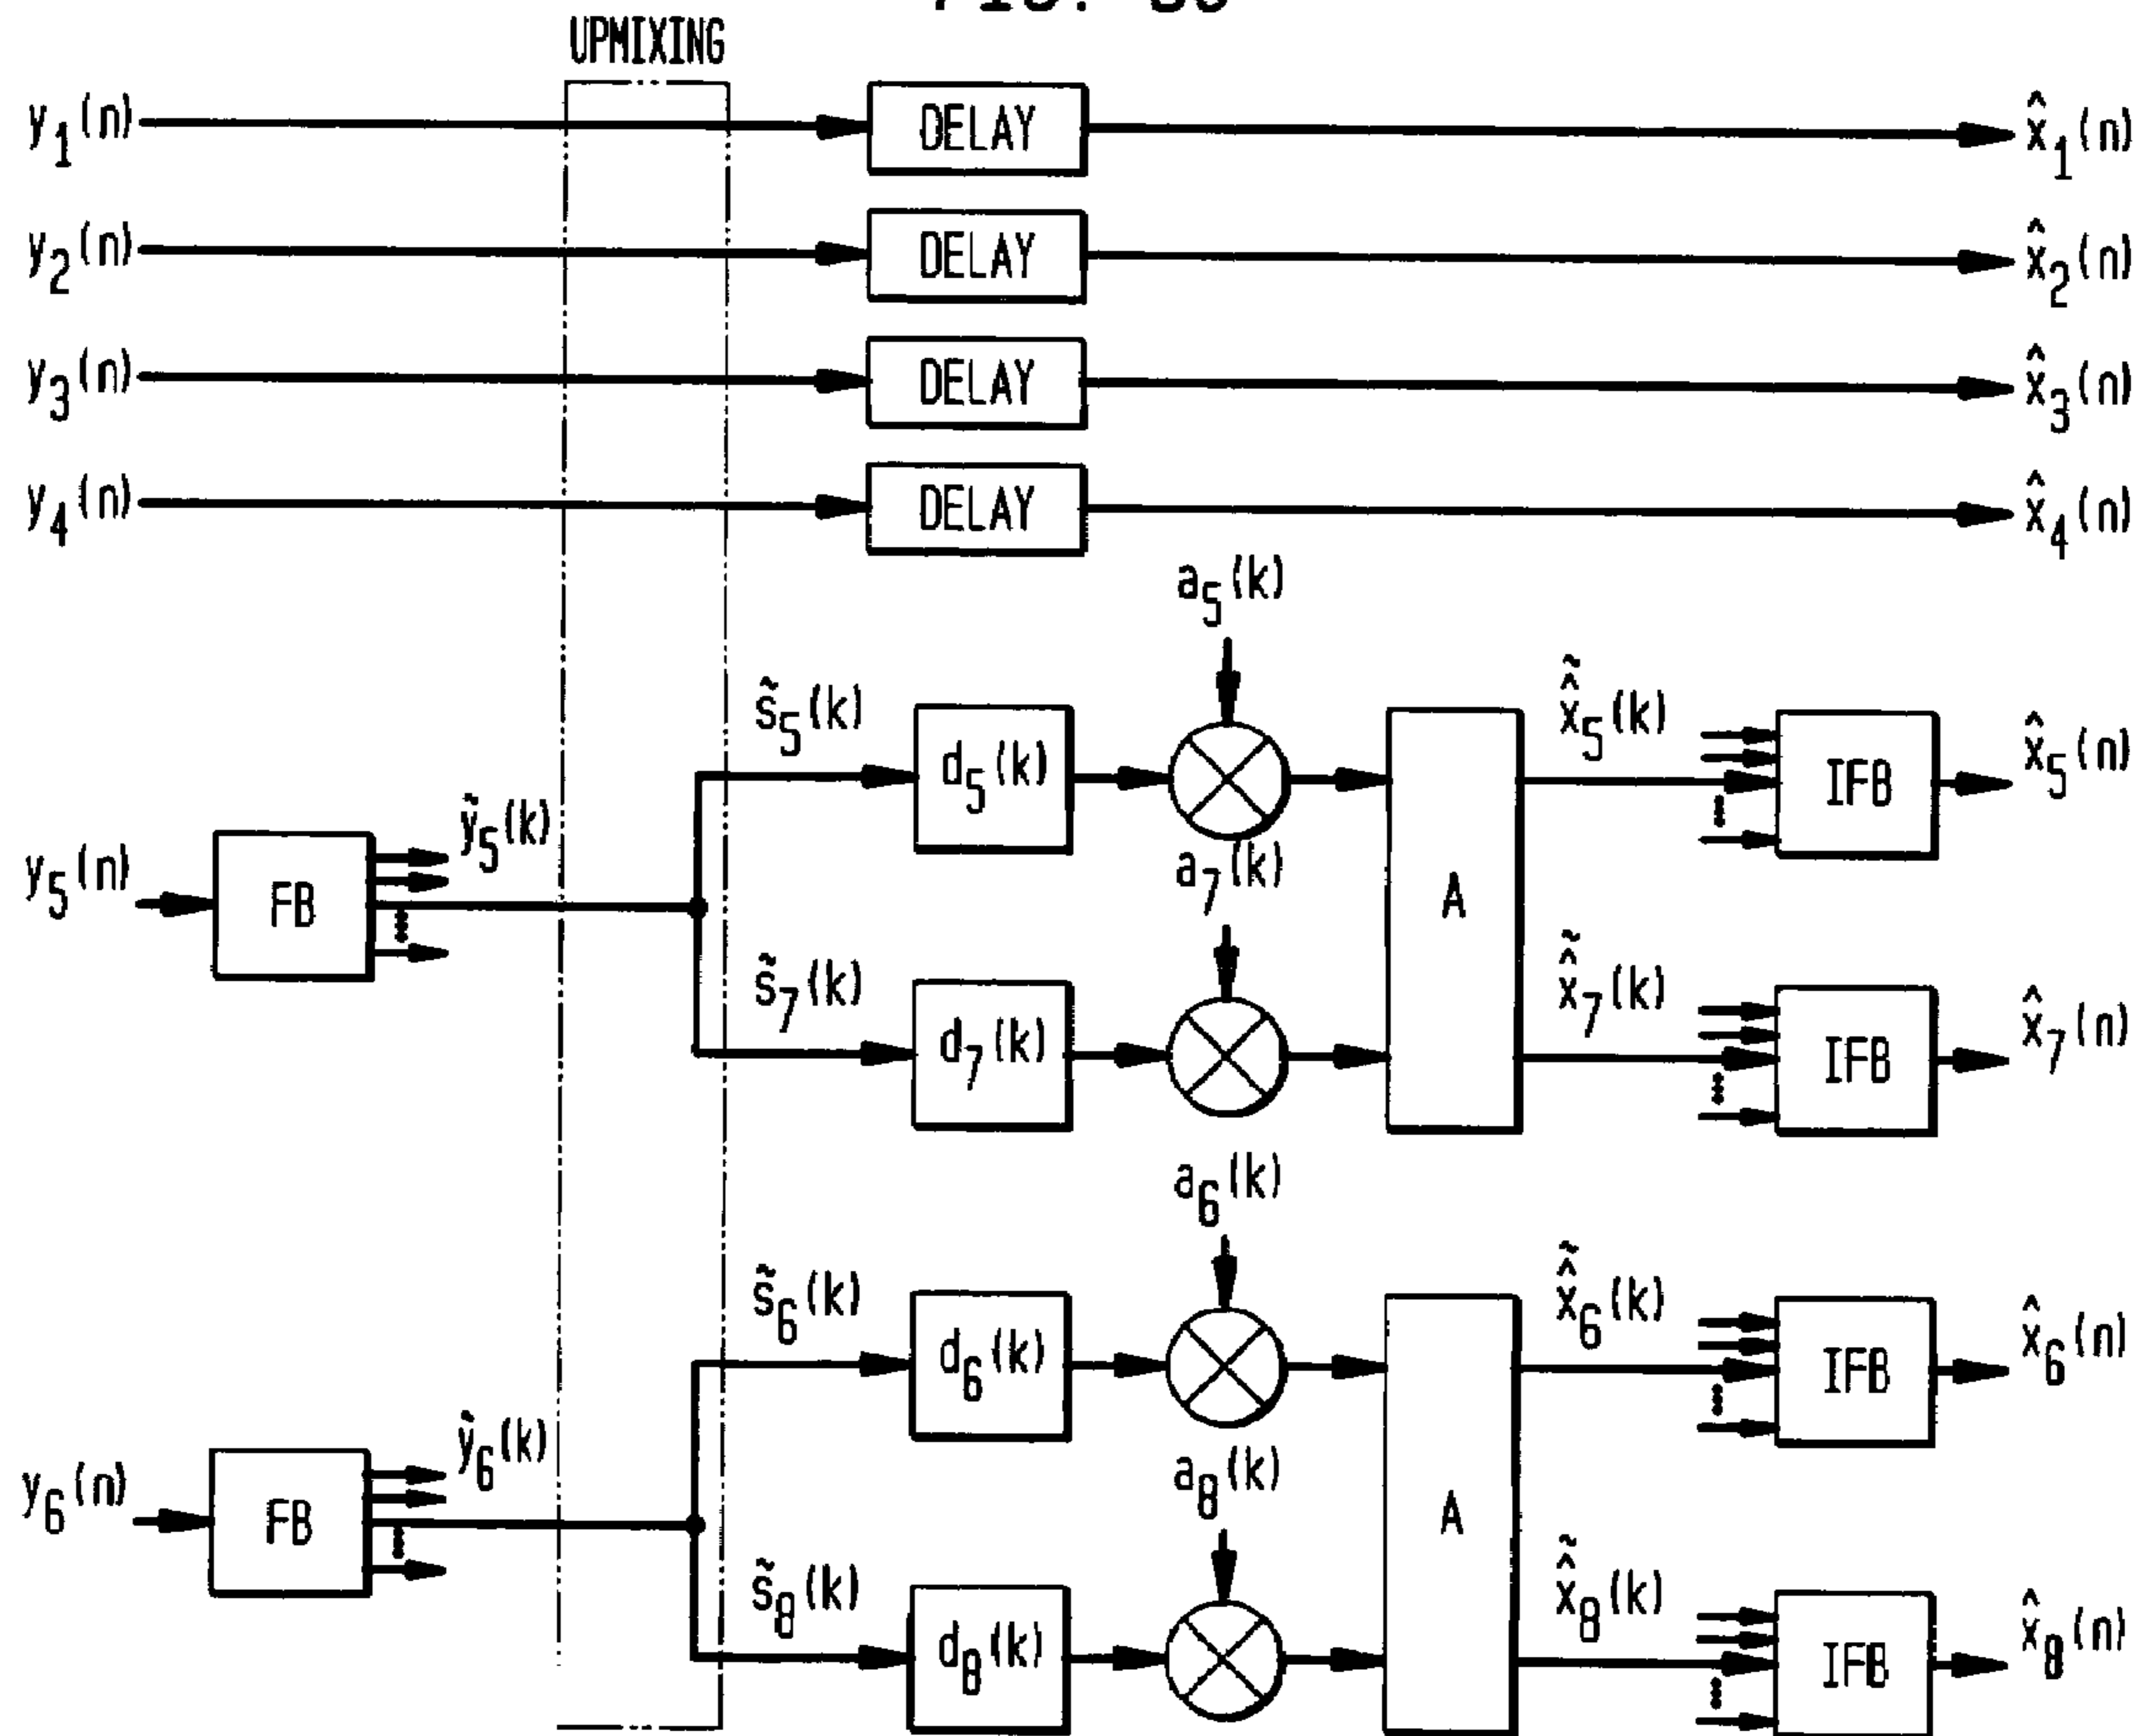 UPMIXING
y₁(n) DELAY x̂₁(n)
y₂(n) DELAY x̂₂(n)
y₃(n) DELAY x̂₃(n)
y₄(n) DELAY x̂₄(n)
a₅(k)
s̃₅(k) d₅(k) x̂̃₅(k) IFB x̂₅(n)
y₅(n) FB ỹ₅(k) a₇(k) A
s̃₇(k) d₇(k) x̂̃₇(k) IFB x̂₇(n)
a₆(k)
s̃₆(k) d₆(k) x̂̃₆(k) IFB x̂₆(n)
y₆(n) FB ỹ₆(k) a₈(k) A
s̃₈(k) d₈(k) x̂̃₈(k) IFB x̂₈(n)